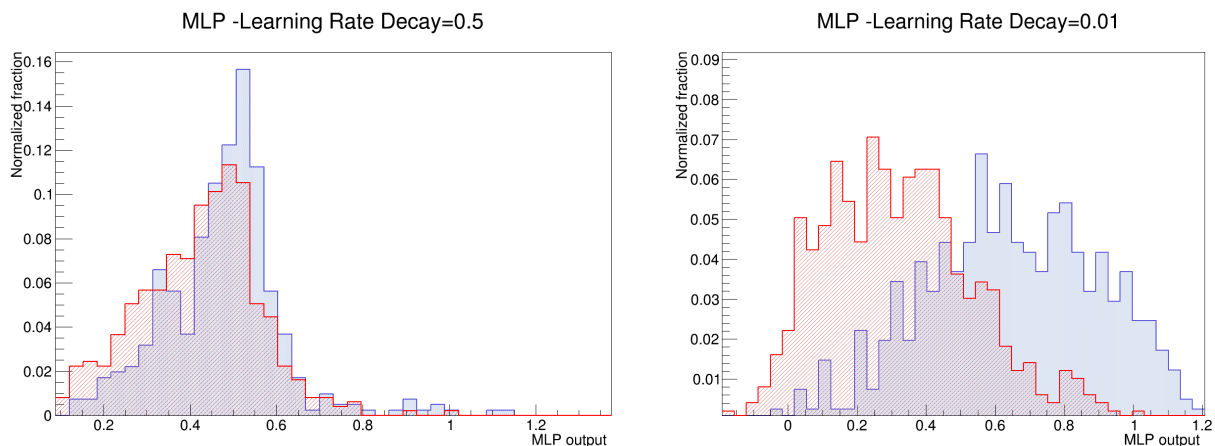 MLP -Learning Rate Decay=0.5
Normalized fraction
0.16
0.14
0.12
0.1
0.08
0.06
0.04
0.02
0
0.2 0.4 0.6 0.8 1 1.2
MLP output
MLP -Learning Rate Decay=0.01
Normalized fraction
0.09
0.08
0.07
0.06
0.05
0.04
0.03
0.02
0.01
0 0.2 0.4 0.6 0.8 1 1.2
MLP output